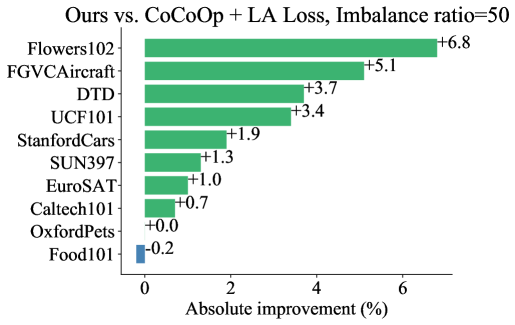 Ours vs. CoCoOp + LA Loss, Imbalance ratio=50
Flowers102 +6.8
FGVCAircraft +5.1
DTD +3.7
UCF101 +3.4
StanfordCars +1.9
SUN397 +1.3
EuroSAT +1.0
Caltech101 +0.7
OxfordPets +0.0
Food101 -0.2
0 2 4 6
Absolute improvement (%)